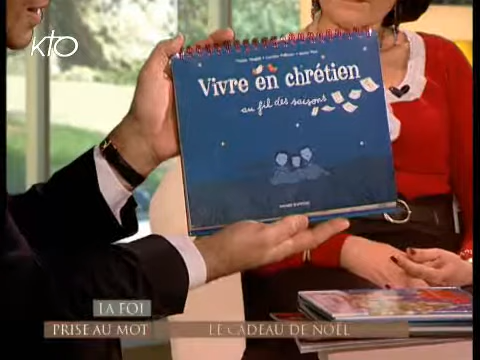 kto
Vivre en chrétien
au fil des saisons
LA FOI
PRISE AU MOT
LE CADEAU DE NOËL